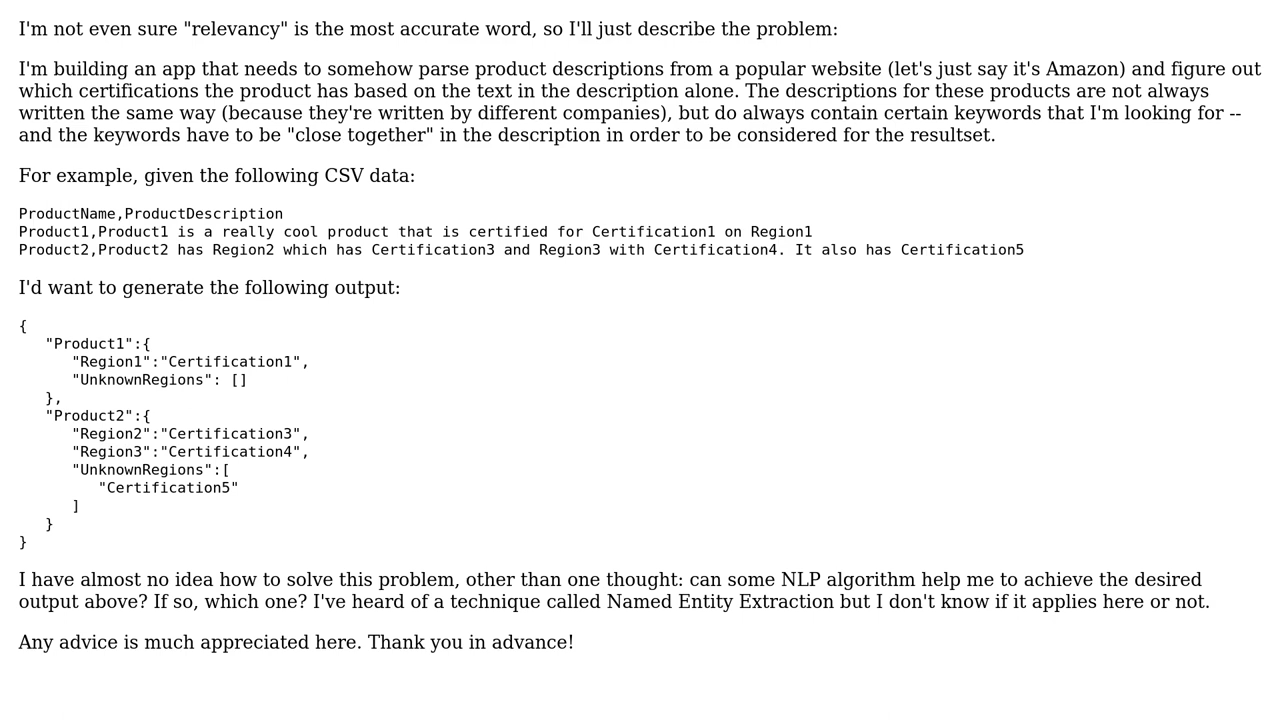 I'm not even sure "relevancy" is the most accurate word, so I'll just describe the problem:
I'm building an app that needs to somehow parse product descriptions from a popular website (let's just say it's Amazon) and figure out
which certifications the product has based on the text in the description alone. The descriptions for these products are not always
written the same way (because they're written by different companies), but do always contain certain keywords that I'm looking for --
and the keywords have to be "close together" in the description in order to be considered for the resultset.
For example, given the following CSV data:
ProductName,ProductDescription
Product1,Product1 is a really cool product that is certified for Certification1 on Region1
Product2,Product2 has Region2 which has Certification3 and Region3 with Certification4. It also has Certification5
I'd want to generate the following output:
{
   "Product1":{
      "Region1":"Certification1",
      "UnknownRegions": []
   },
   "Product2":{
      "Region2":"Certification3",
      "Region3":"Certification4",
      "UnknownRegions":[
         "Certification5"
      ]
   }
}
I have almost no idea how to solve this problem, other than one thought: can some NLP algorithm help me to achieve the desired
output above? If so, which one? I've heard of a technique called Named Entity Extraction but I don't know if it applies here or not.
Any advice is much appreciated here. Thank you in advance!